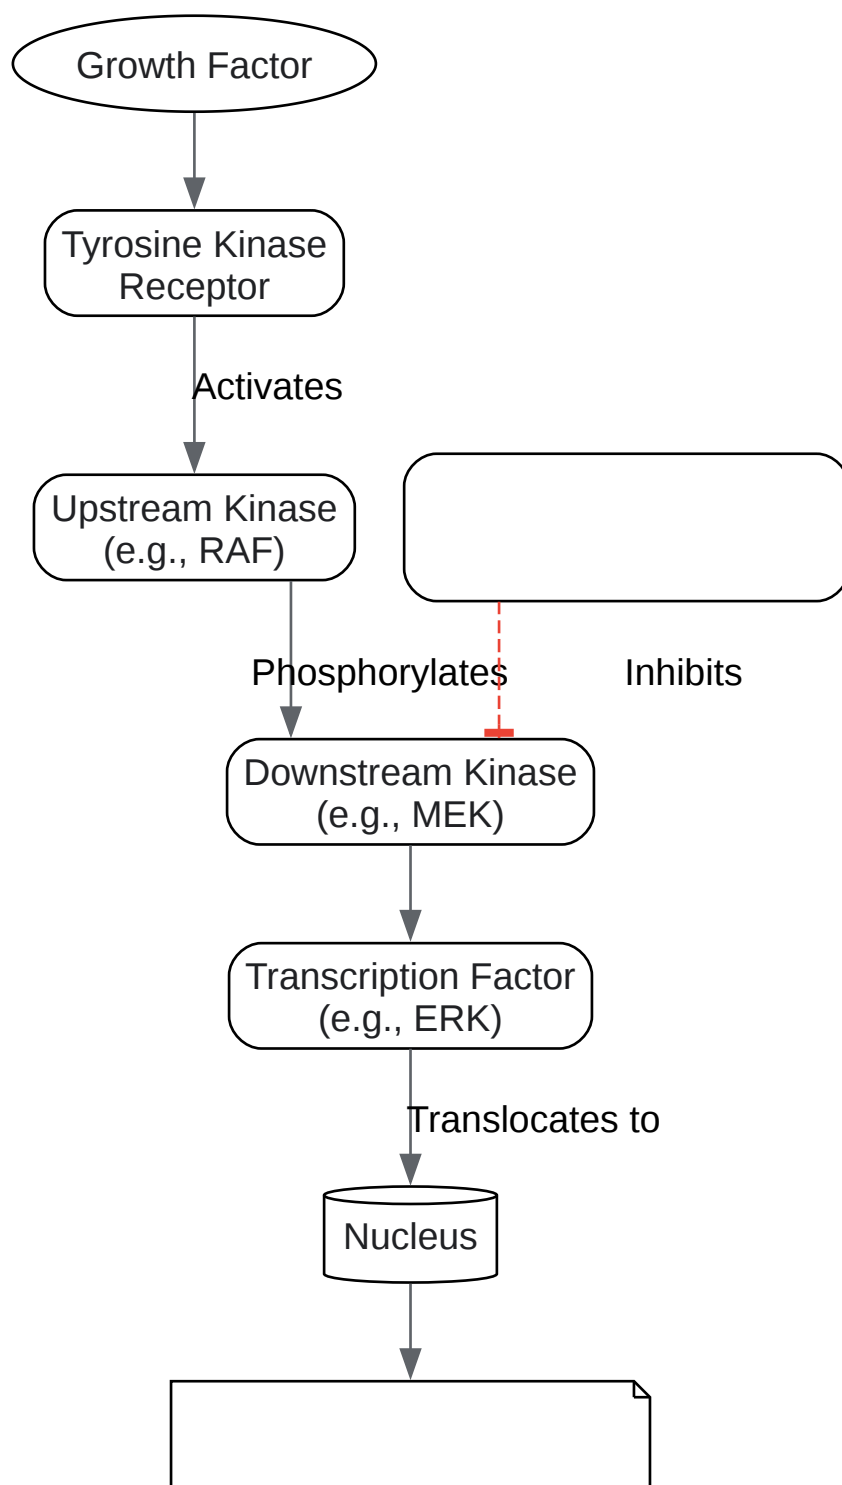 Growth Factor
Tyrosine Kinase
Receptor
Activates
Upstream Kinase
(e.g., RAF)
Phosphorylates
Inhibits
Downstream Kinase
(e.g., MEK)
Transcription Factor
(e.g., ERK)
Translocates to
Nucleus